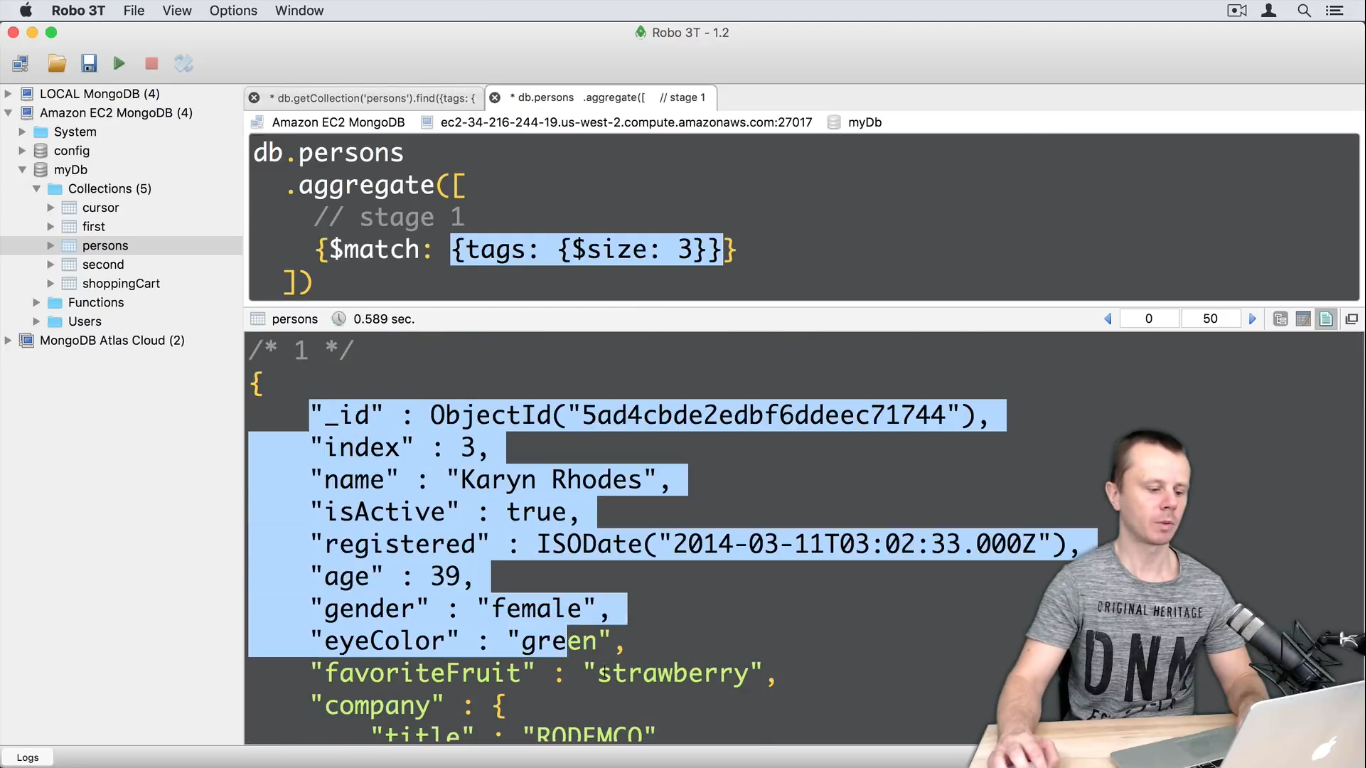 Robo 3T File View Options Window
Robo 3T - 1.2
LOCAL MongoDB (4)
Amazon EC2 MongoDB (4)
System
config
myDb
Collections (5)
cursor
first
persons
second
shoppingCart
Functions
Users
MongoDB Atlas Cloud (2)
* db.getCollection('persons').find({tags: {
* db.persons .aggregate([ // stage 1
Amazon EC2 MongoDB ec2-34-216-244-19.us-west-2.compute.amazonaws.com:27017 myDb
db.persons
.aggregate([
// stage 1
{$match: {tags: {$size: 3}}}
])
persons 0.589 sec. 0 50
/* 1 */
{
"_id" : ObjectId("5ad4cbde2edbf6ddeec71744"),
"index" : 3,
"name" : "Karyn Rhodes",
"isActive" : true,
"registered" : ISODate("2014-03-11T03:02:33.000Z"),
"age" : 39,
"gender" : "female",
"eyeColor" : "green",
"favoriteFruit" : "strawberry",
"company" : {
"title" : "RODEMCO"
ORIGINAL HERITAGE
DNM
Logs